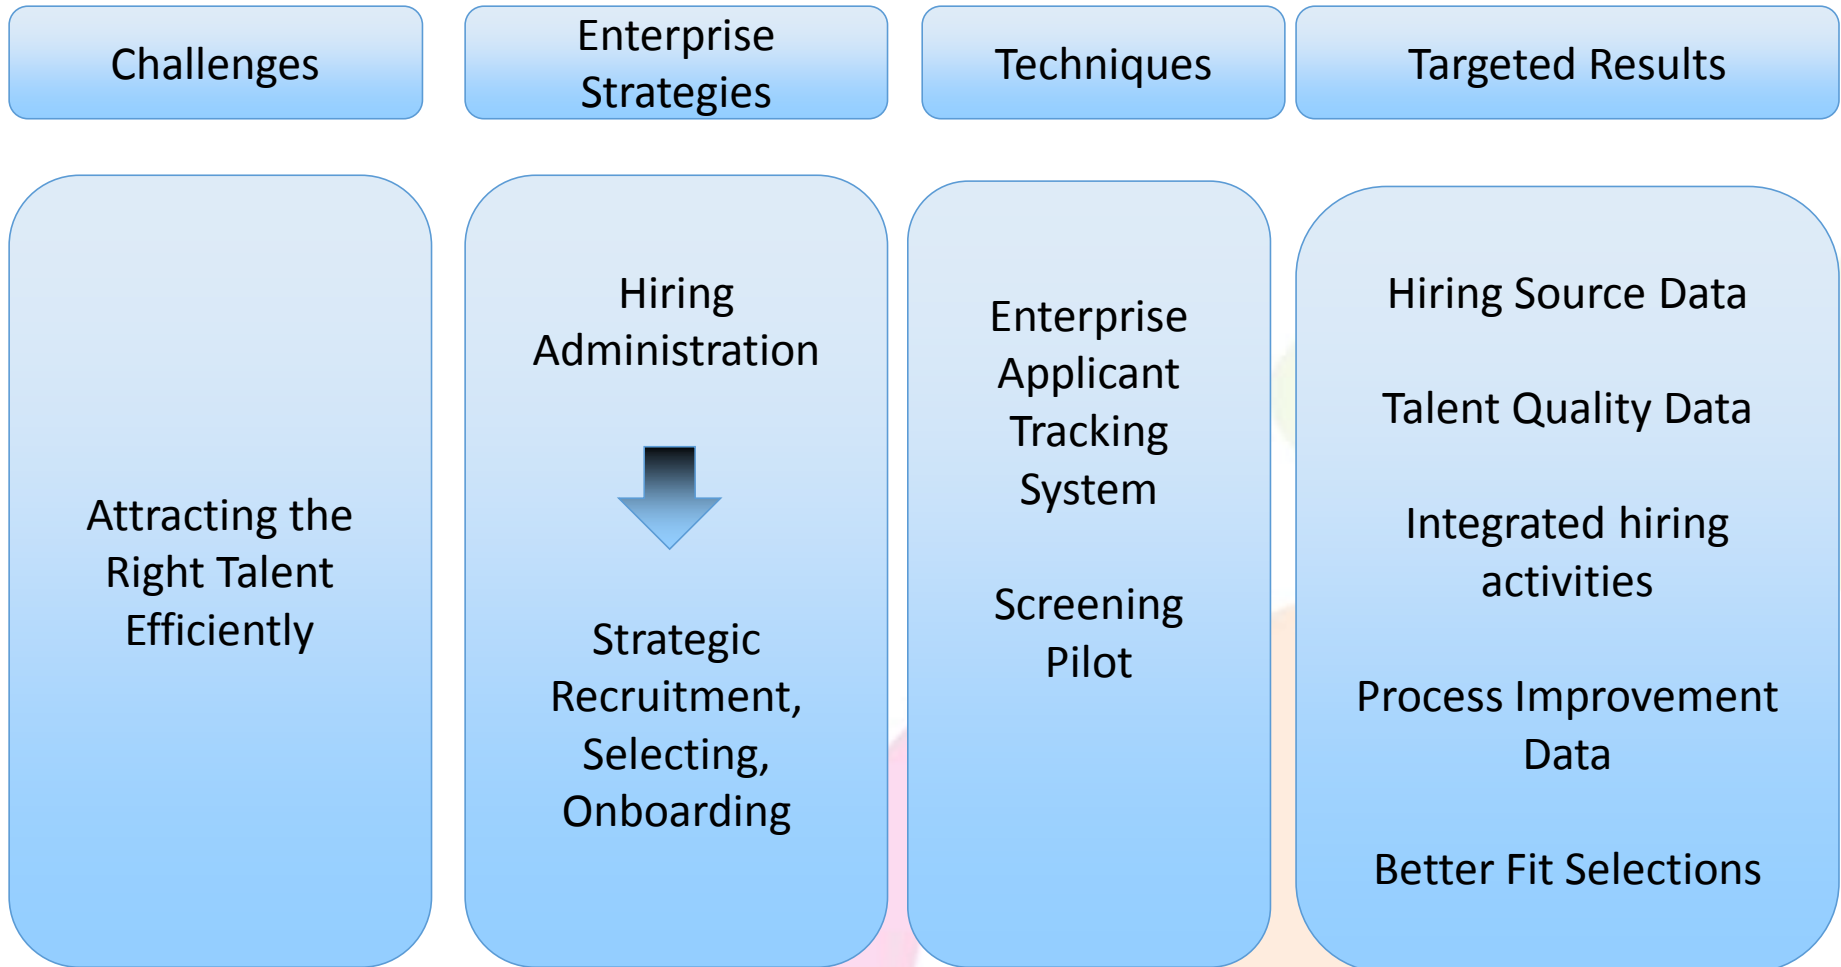 Challenges
Enterprise
Strategies
Techniques
Targeted Results
Attracting the
Right Talent
Efficiently
Hiring
Administration
Strategic
Recruitment,
Selecting,
Onboarding
Enterprise
Applicant
Tracking
System
Screening
Pilot
Hiring Source Data
Talent Quality Data
Integrated hiring
activities
Process Improvement
Data
Better Fit Selections